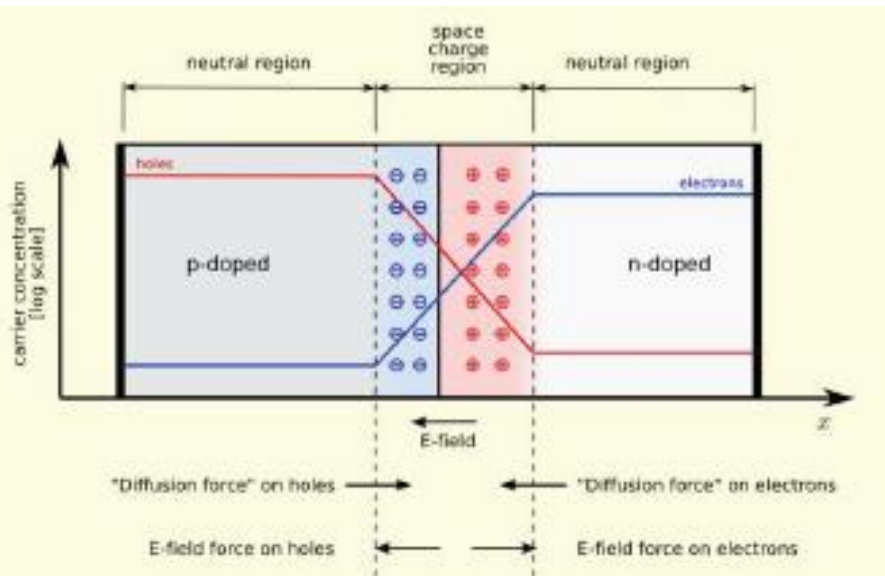 neutral region
space
charge
region
neutral region
holes
electrons
carrier concentration
[log scale]
p-doped
n-doped
x
E-field
"Diffusion force" on holes
"Diffusion force" on electrons
E-field force on holes
E-field force on electrons